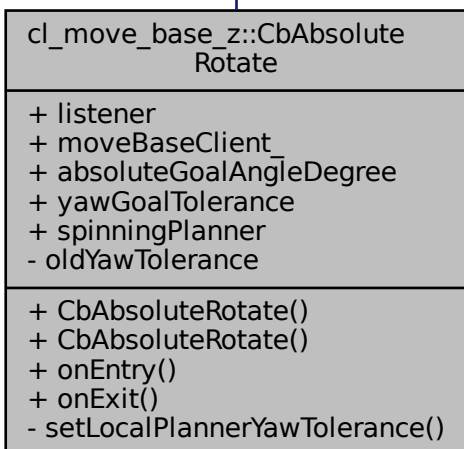 cl_move_base_z::CbAbsolute
Rotate
+ listener
+ moveBaseClient_
+ absoluteGoalAngleDegree
+ yawGoalTolerance
+ spinningPlanner
- oldYawTolerance
+ CbAbsoluteRotate()
+ CbAbsoluteRotate()
+ onEntry()
+ onExit()
- setLocalPlannerYawTolerance()